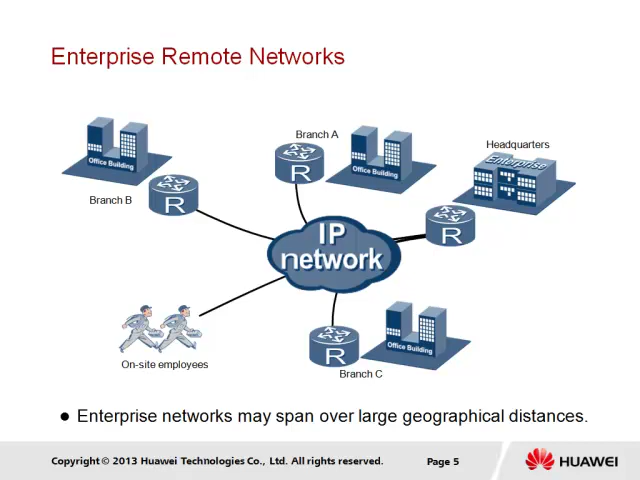 Enterprise Remote Networks
Branch A
Headquarters
Office Building
Office Building
Enterprise
R
Branch B
R
R
IP
network
R
Office Building
On-site employees
Branch C
● Enterprise networks may span over large geographical distances.
Copyright © 2013 Huawei Technologies Co., Ltd. All rights reserved.
Page 5
HUAWEI